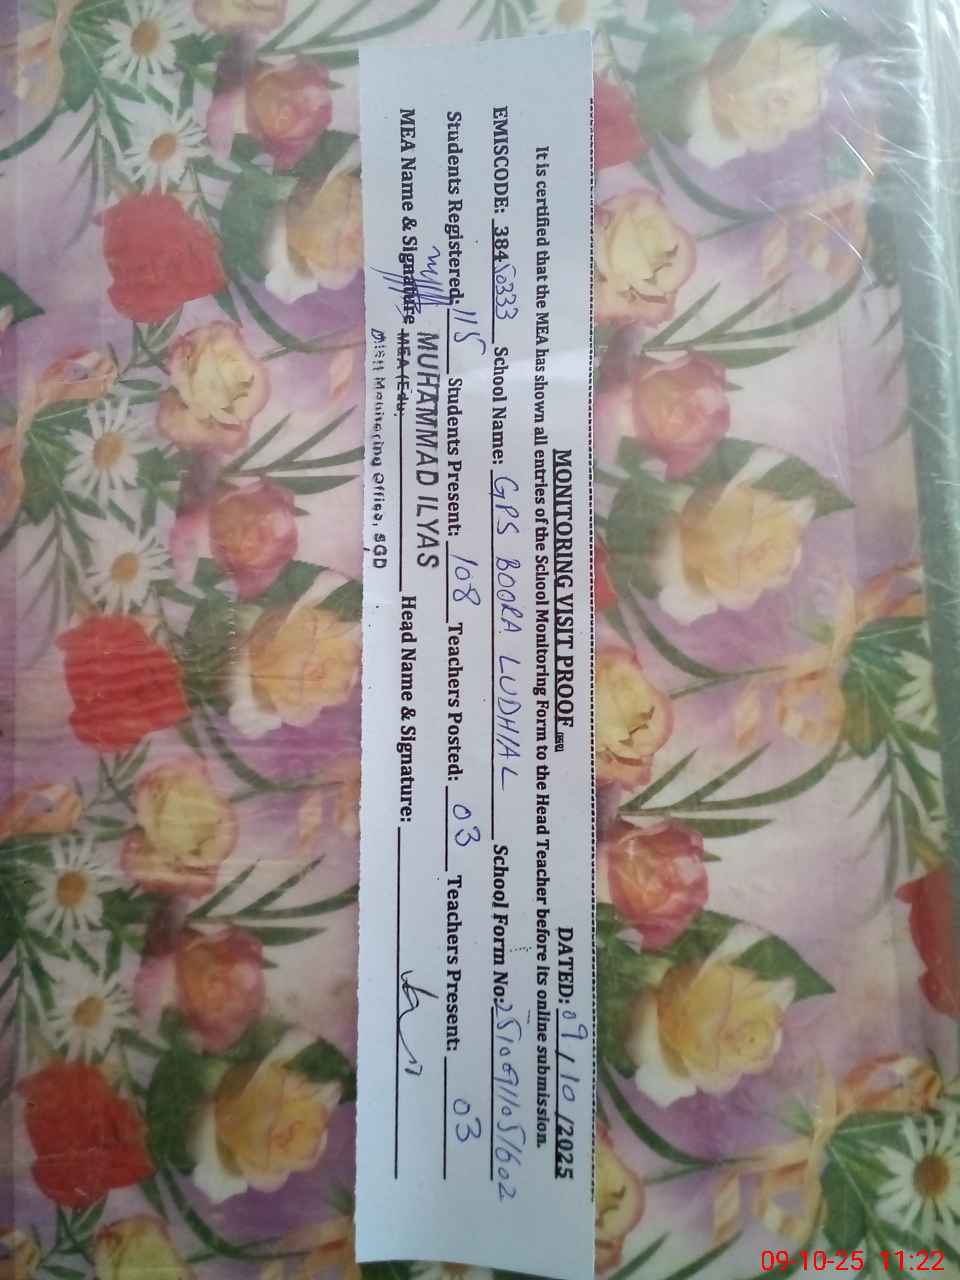 MONITORING VISIT PROOF DATED: 09/10/2025
It is certified that the MEA has shown all entries of the School Monitoring Form to the Head Teacher before its online submission.
EMISCODE: 38450333 School Name: GPS BOORA LUDHIAL School Form No: 2510911051602
Students Registered: 115 Students Present: 108 Teachers Posted: 03 Teachers Present: 03
MUHAMMAD ILYAS
MEA Name & Signature MEA (Edu. Head Name & Signature:
Distt Monitoring Office, SGD
09-10-25 11:22